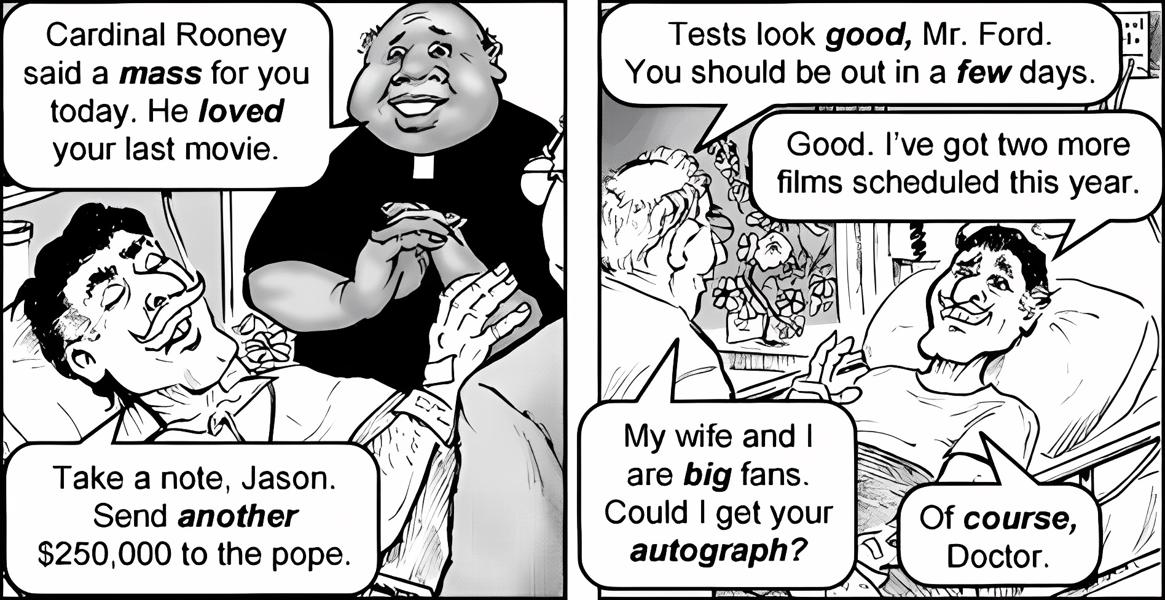 Cardinal Rooney
said a mass for you
today. He loved
your last movie.
Take a note, Jason.
Send another
$250,000 to the pope.
Tests look good, Mr. Ford.
You should be out in a few days.
Good. I've got two more
films scheduled this year.
My wife and I
are big fans.
Could I get your
autograph?
Of course,
Doctor.